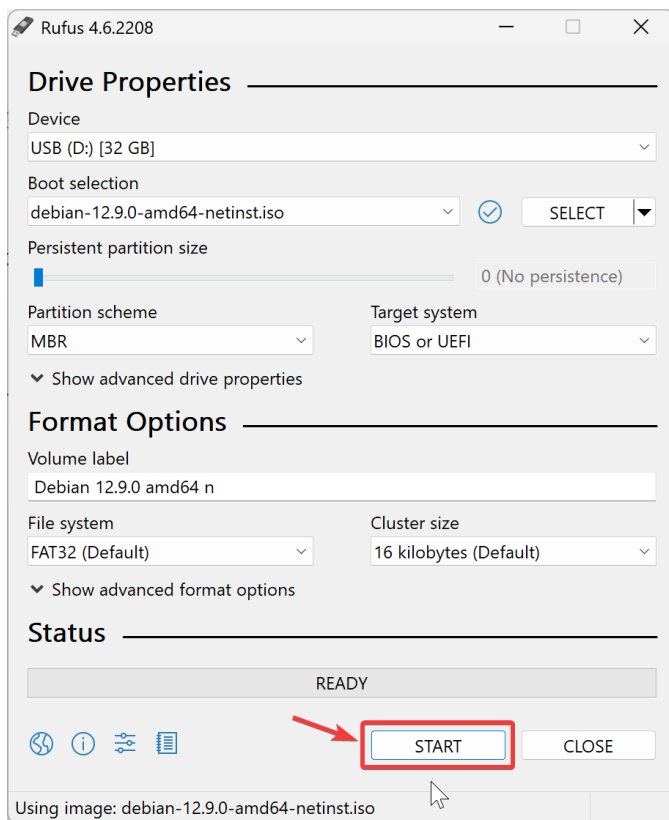 Rufus 4.6.2208
Drive Properties
Device
USB (D:) [32 GB]
Boot selection
debian-12.9.0-amd64-netinst.iso
SELECT
Persistent partition size
0 (No persistence)
Partition scheme
Target system
MBR
BIOS or UEFI
Show advanced drive properties
Format Options
Volume label
Debian 12.9.0 amd64 n
File system
Cluster size
FAT32 (Default)
16 kilobytes (Default)
Show advanced format options
Status
READY
START
CLOSE
Using image: debian-12.9.0-amd64-netinst.iso